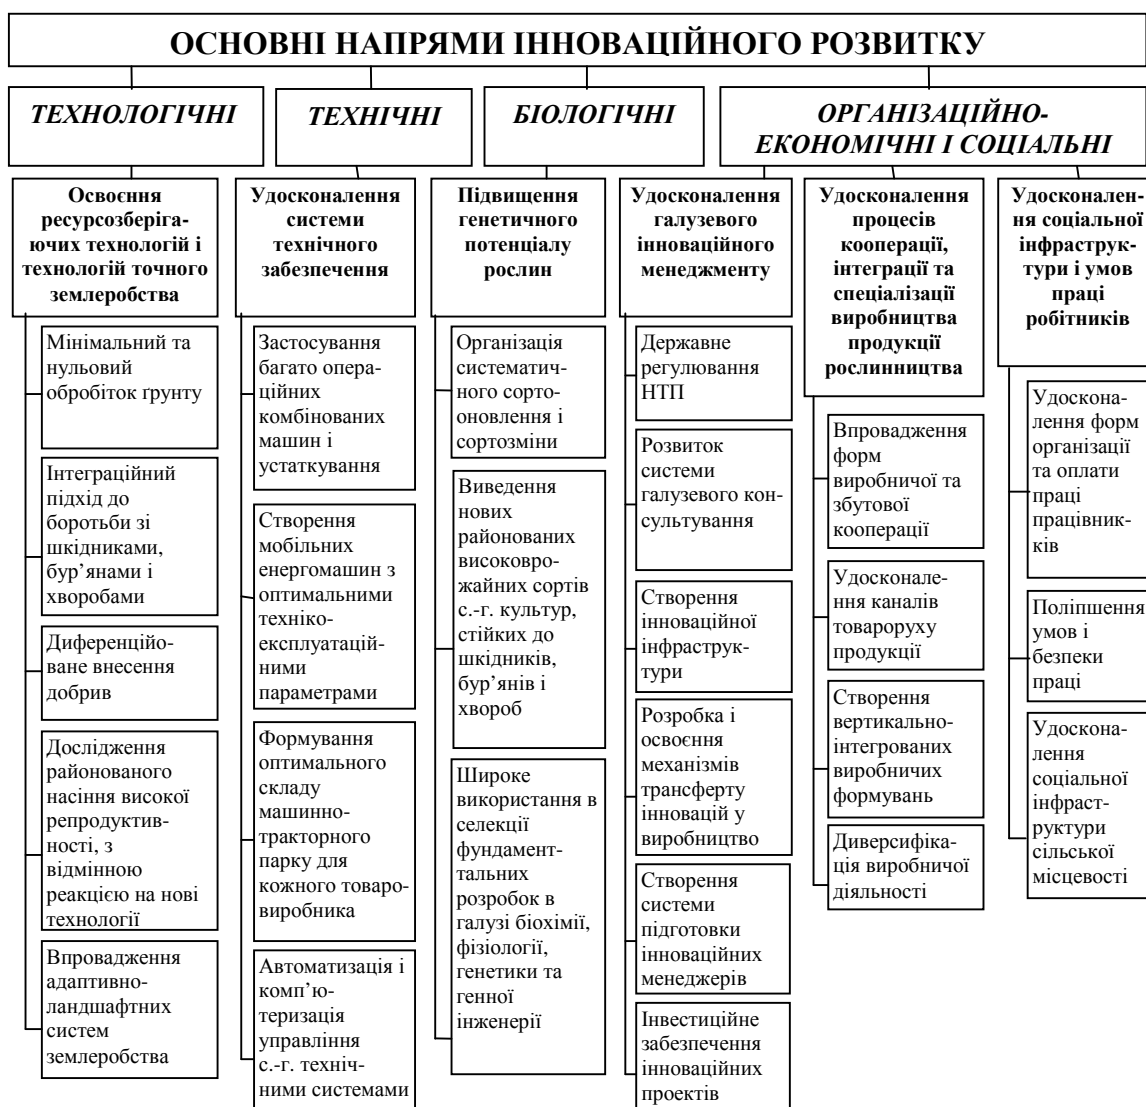 ОСНОВНІ НАПРЯМИ ІННОВАЦІЙНОГО РОЗВИТКУ
ТЕХНОЛОГІЧНІ
ТЕХНІЧНІ
БІОЛОГІЧНІ
ОРГАНІЗАЦІЙНО-
ЕКОНОМІЧНІ І СОЦІАЛЬНІ
Освоєння
ресурсозберіга-
ючих технологій і
технологій точного
землеробства
Мінімальний та
нульовий
обробіток ґрунту
Інтеграційний
підхід до
боротьби зі
шкідниками,
бур’янами і
хворобами
Диференційо-
ване внесення
добрив
Дослідження
районованого
насіння високої
репродуктив-
ності, з
відмінною
реакцією на нові
технології
Впровадження
адаптивно-
ландшафтних
систем
землеробства
Удосконалення
системи
технічного
забезпечення
Застосування
багато опера-
ційних
комбінованих
машин і
устаткування
Створення
мобільних
енергомашин з
оптимальними
техніко-
експлуатацій-
ними
параметрами
Формування
оптимального
складу
машинно-
тракторного
парку для
кожного товаро-
виробника
Автоматизація і
комп’ю-
теризація
управління
с.-г. техніч-
ними системами
Підвищення
генетичного
потенціалу
рослин
Організація
систематич-
ного сорто-
оновлення і
сортозміни
Виведення
нових
районованих
високовро-
жайних сортів
с.-г. культур,
стійких до
шкідників,
бур’янів і
хвороб
Широке
використання в
селекції
фундамент-
тальних
розробок в
галузі біохімії,
фізіології,
генетики та
генної
інженерії
Удосконалення
галузевого
інноваційного
менеджменту
Державне
регулювання
НТП
Розвиток
системи
галузевого кон-
сультування
Створення
інноваційної
інфраструк-
тури
Розробка і
освоєння
механізмів
трансферту
інновацій у
виробництво
Створення
системи
підготовки
інноваційних
менеджерів
Інвестиційне
забезпечення
інноваційних
проектів
Удосконалення
процесів
кооперації,
інтеграції та
спеціалізації
виробництва
продукції
рослинництва
Впровадження
форм
виробничої та
збутової
кооперації
Удосконале-
ння каналів
товароруху
продукції
Створення
вертикально-
інтегрованих
виробничих
формувань
Диверсифіка-
ція виробничої
діяльності
Удосконален-
ня соціальної
інфраструк-
тури і умов
праці
робітників
Удоскона-
лення форм
організації
та оплати
праці
працівник-
ків
Поліпшення
умов і
безпеки
праці
Удоскона-
лення
соціальної
інфраст-
руктури
сільської
місцевості